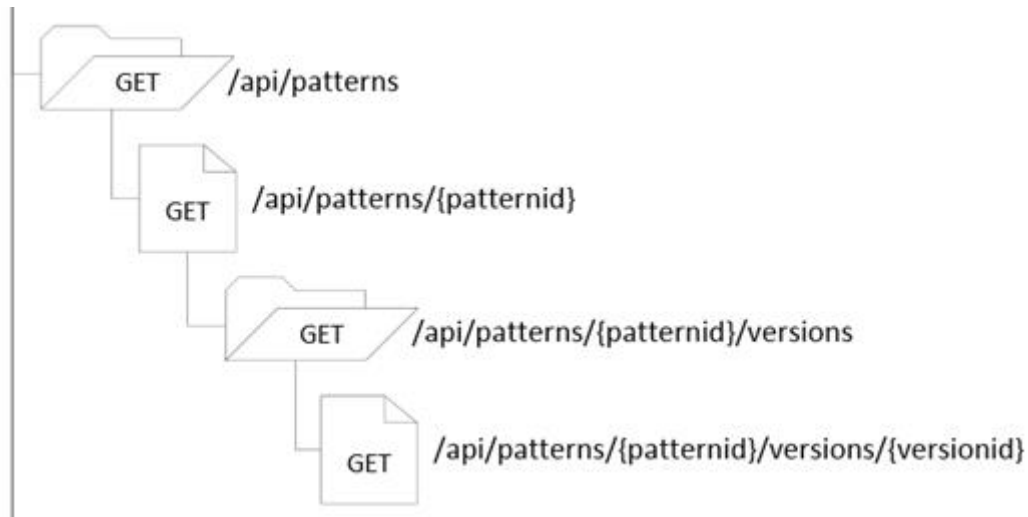 GET /api/patterns
GET /api/patterns/{patternid}
GET /api/patterns/{patternid}/versions
GET /api/patterns/{patternid}/versions/{versionid}